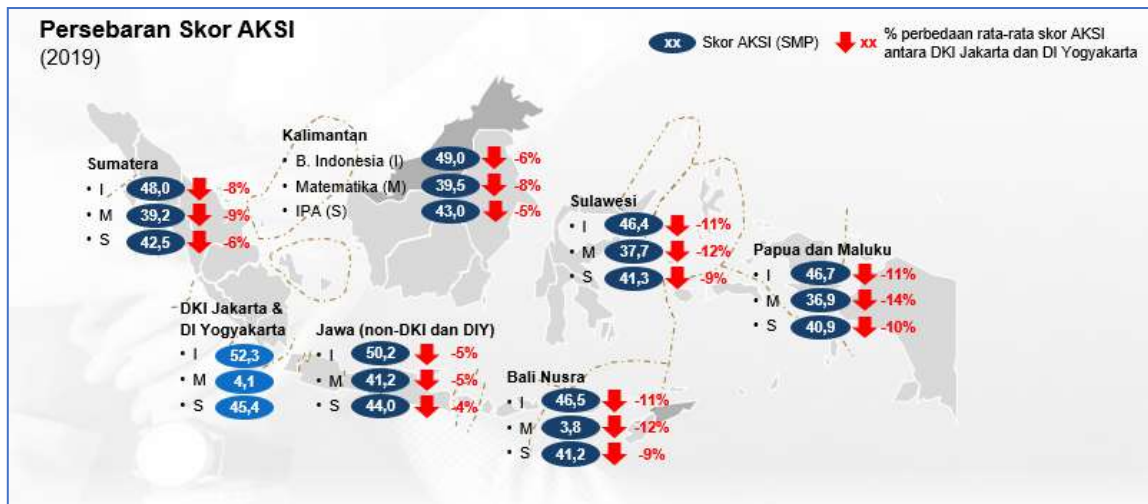 Persebaran Skor AKSI
(2019)
xx Skor AKSI (SMP)
xx % perbedaan rata-rata skor AKSI
antara DKI Jakarta dan DI Yogyakarta
Sumatera
• I 48,0 -8%
• M 39,2 -9%
• S 42,5 -6%
Kalimantan
• B. Indonesia (I) 49,0 -6%
• Matematika (M) 39,5 -8%
• IPA (S) 43,0 -5%
Sulawesi
• I 46,4 -11%
• M 37,7 -12%
• S 41,3 -9%
Papua dan Maluku
• I 46,7 -11%
• M 36,9 -14%
• S 40,9 -10%
DKI Jakarta &
DI Yogyakarta
• I 52,3
• M 4,1
• S 45,4
Jawa (non-DKI dan DIY)
• I 50,2 -5%
• M 41,2 -5%
• S 44,0 -4%
Bali Nusra
• I 46,5 -11%
• M 3,8 -12%
• S 41,2 -9%